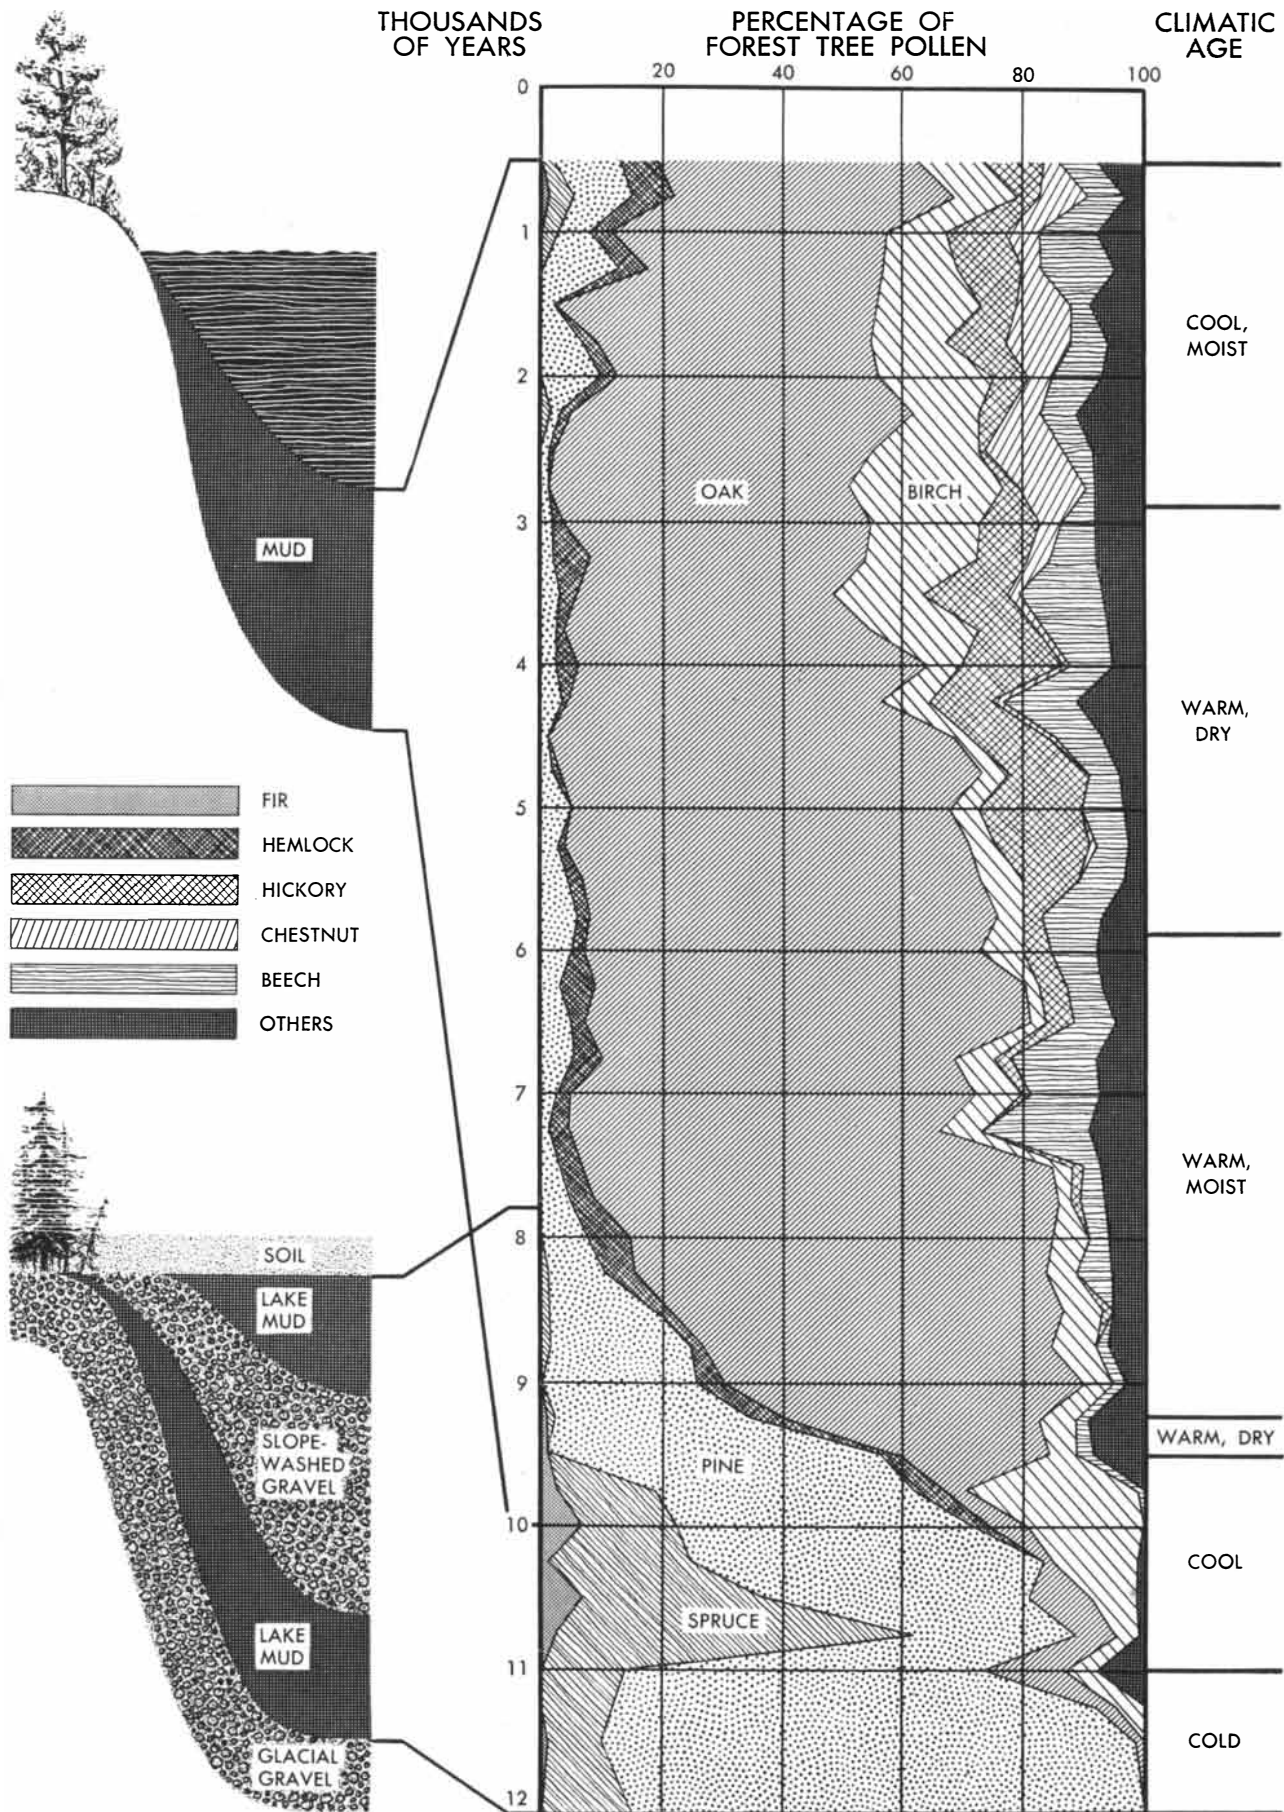 THOUSANDS
OF YEARS
PERCENTAGE OF
FOREST TREE POLLEN
CLIMATIC
AGE
20
40
60
80
100
0
1
2
3
4
5
6
7
8
9
10
11
12
OAK
BIRCH
PINE
SPRUCE
COOL,
MOIST
WARM,
DRY
WARM,
MOIST
WARM, DRY
COOL
COLD
MUD
FIR
HEMLOCK
HICKORY
CHESTNUT
BEECH
OTHERS
SOIL
LAKE
MUD
SLOPE-
WASHED
GRAVEL
LAKE
MUD
GLACIAL
GRAVEL